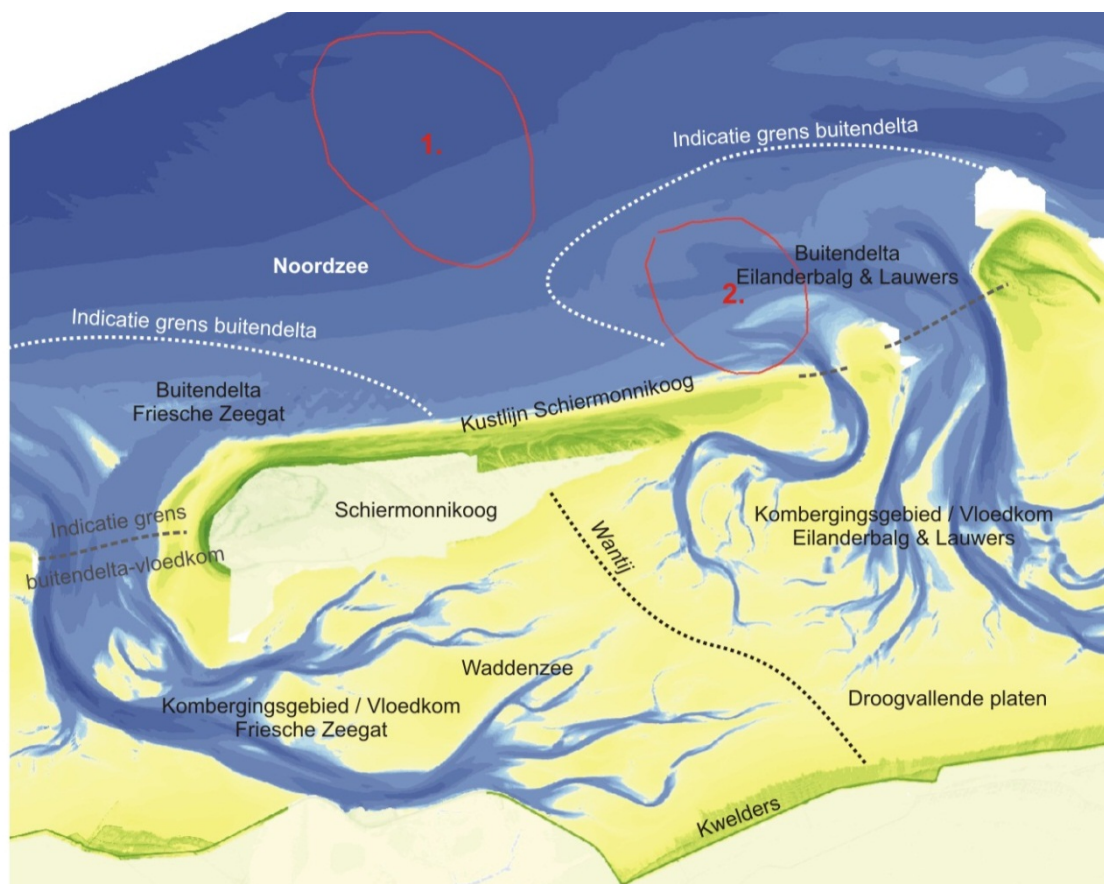 1.
Indicatie grens buitendelta
Noordzee
Buitendelta
Eilanderbalg & Lauwers
2.
Indicatie grens buitendelta
Buitendelta
Friesche Zeegat
Kustlijn Schiermonnikoog
Schiermonnikoog
Indicatie grens
buitendelta-vloedkom
Wantij
Kombergingsgebied / Vloedkom
Eilanderbalg & Lauwers
Waddenzee
Kombergingsgebied / Vloedkom
Friesche Zeegat
Droogvallende platen
Kwelders